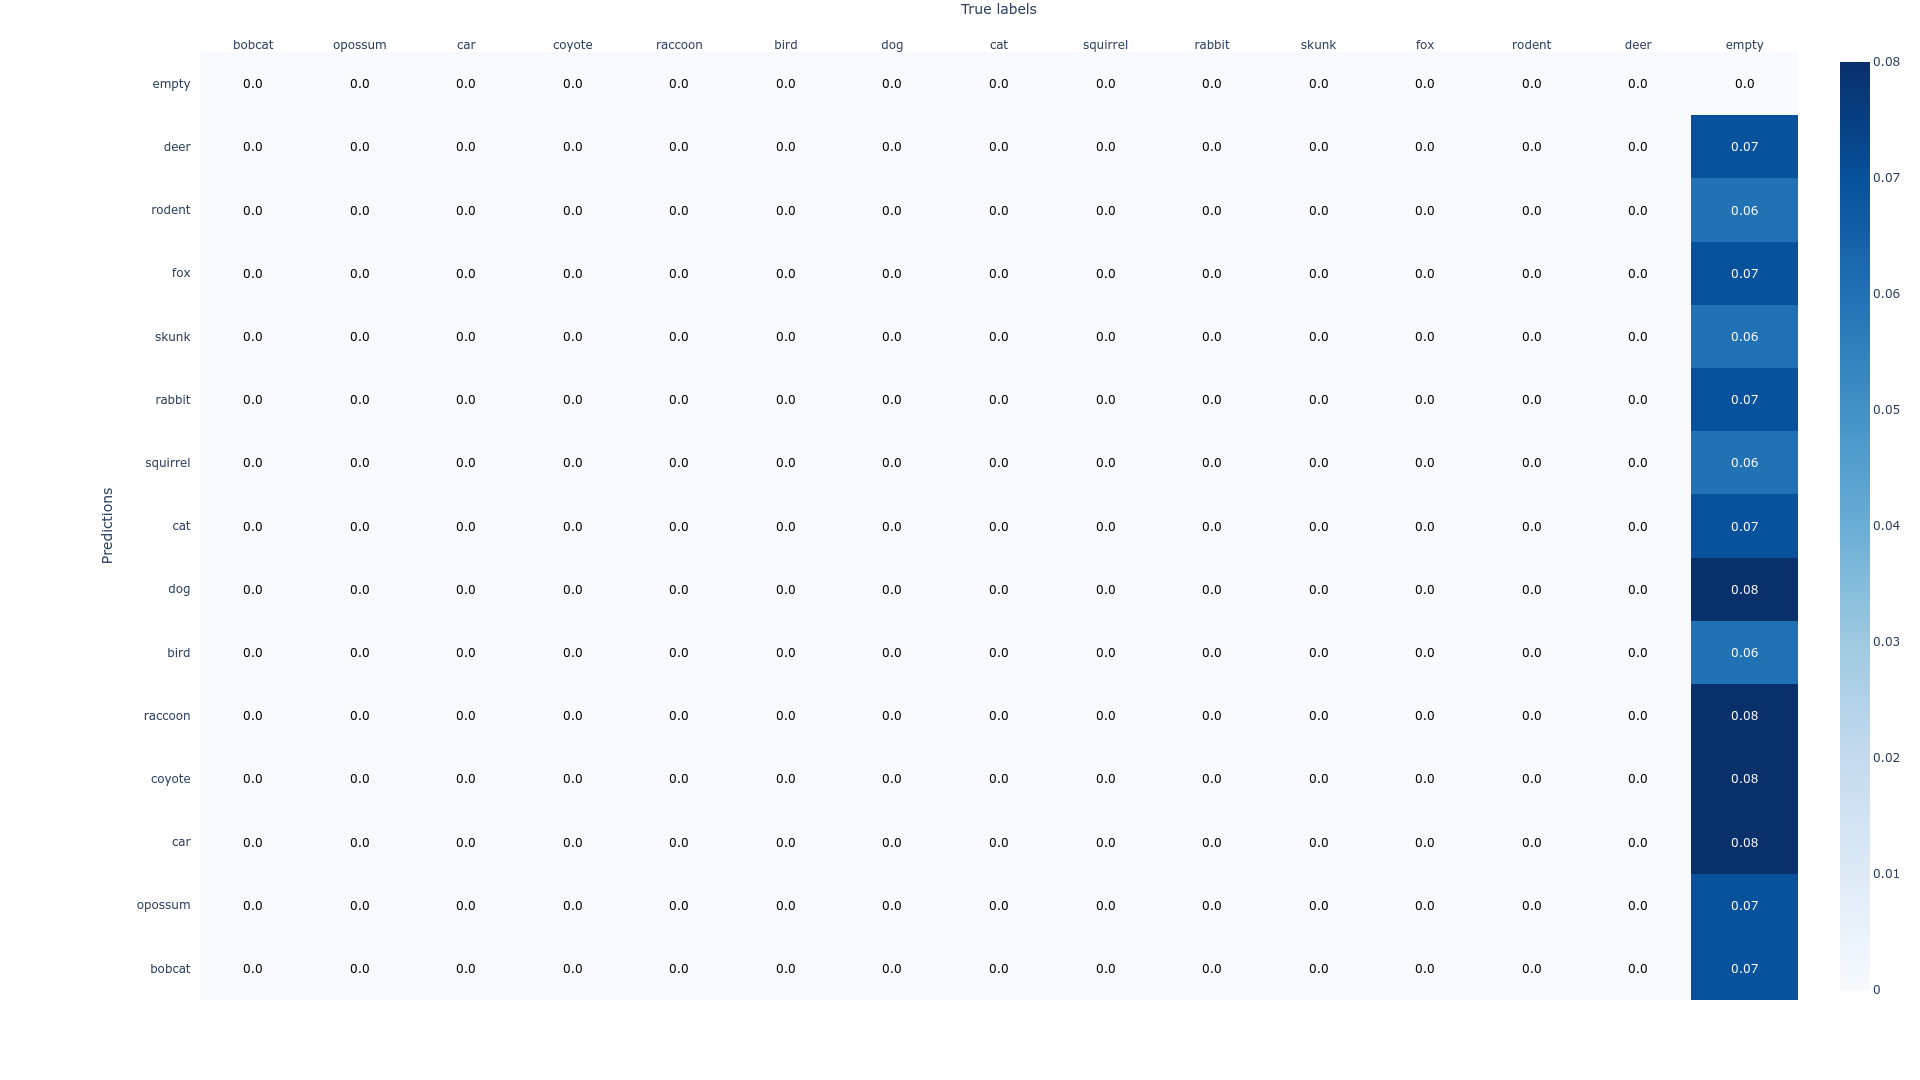 True labels
bobcat opossum car coyote raccoon bird dog cat squirrel rabbit skunk fox rodent deer empty
empty 0.0 0.0 0.0 0.0 0.0 0.0 0.0 0.0 0.0 0.0 0.0 0.0 0.0 0.0 0.0
deer 0.0 0.0 0.0 0.0 0.0 0.0 0.0 0.0 0.0 0.0 0.0 0.0 0.0 0.0 0.07
rodent 0.0 0.0 0.0 0.0 0.0 0.0 0.0 0.0 0.0 0.0 0.0 0.0 0.0 0.0 0.06
fox 0.0 0.0 0.0 0.0 0.0 0.0 0.0 0.0 0.0 0.0 0.0 0.0 0.0 0.0 0.07
skunk 0.0 0.0 0.0 0.0 0.0 0.0 0.0 0.0 0.0 0.0 0.0 0.0 0.0 0.0 0.06
rabbit 0.0 0.0 0.0 0.0 0.0 0.0 0.0 0.0 0.0 0.0 0.0 0.0 0.0 0.0 0.07
squirrel 0.0 0.0 0.0 0.0 0.0 0.0 0.0 0.0 0.0 0.0 0.0 0.0 0.0 0.0 0.06
cat 0.0 0.0 0.0 0.0 0.0 0.0 0.0 0.0 0.0 0.0 0.0 0.0 0.0 0.0 0.07
dog 0.0 0.0 0.0 0.0 0.0 0.0 0.0 0.0 0.0 0.0 0.0 0.0 0.0 0.0 0.08
bird 0.0 0.0 0.0 0.0 0.0 0.0 0.0 0.0 0.0 0.0 0.0 0.0 0.0 0.0 0.06
raccoon 0.0 0.0 0.0 0.0 0.0 0.0 0.0 0.0 0.0 0.0 0.0 0.0 0.0 0.0 0.08
coyote 0.0 0.0 0.0 0.0 0.0 0.0 0.0 0.0 0.0 0.0 0.0 0.0 0.0 0.0 0.08
car 0.0 0.0 0.0 0.0 0.0 0.0 0.0 0.0 0.0 0.0 0.0 0.0 0.0 0.0 0.08
opossum 0.0 0.0 0.0 0.0 0.0 0.0 0.0 0.0 0.0 0.0 0.0 0.0 0.0 0.0 0.07
bobcat 0.0 0.0 0.0 0.0 0.0 0.0 0.0 0.0 0.0 0.0 0.0 0.0 0.0 0.0 0.07
Predictions
0.08
0.07
0.06
0.05
0.04
0.03
0.02
0.01
0